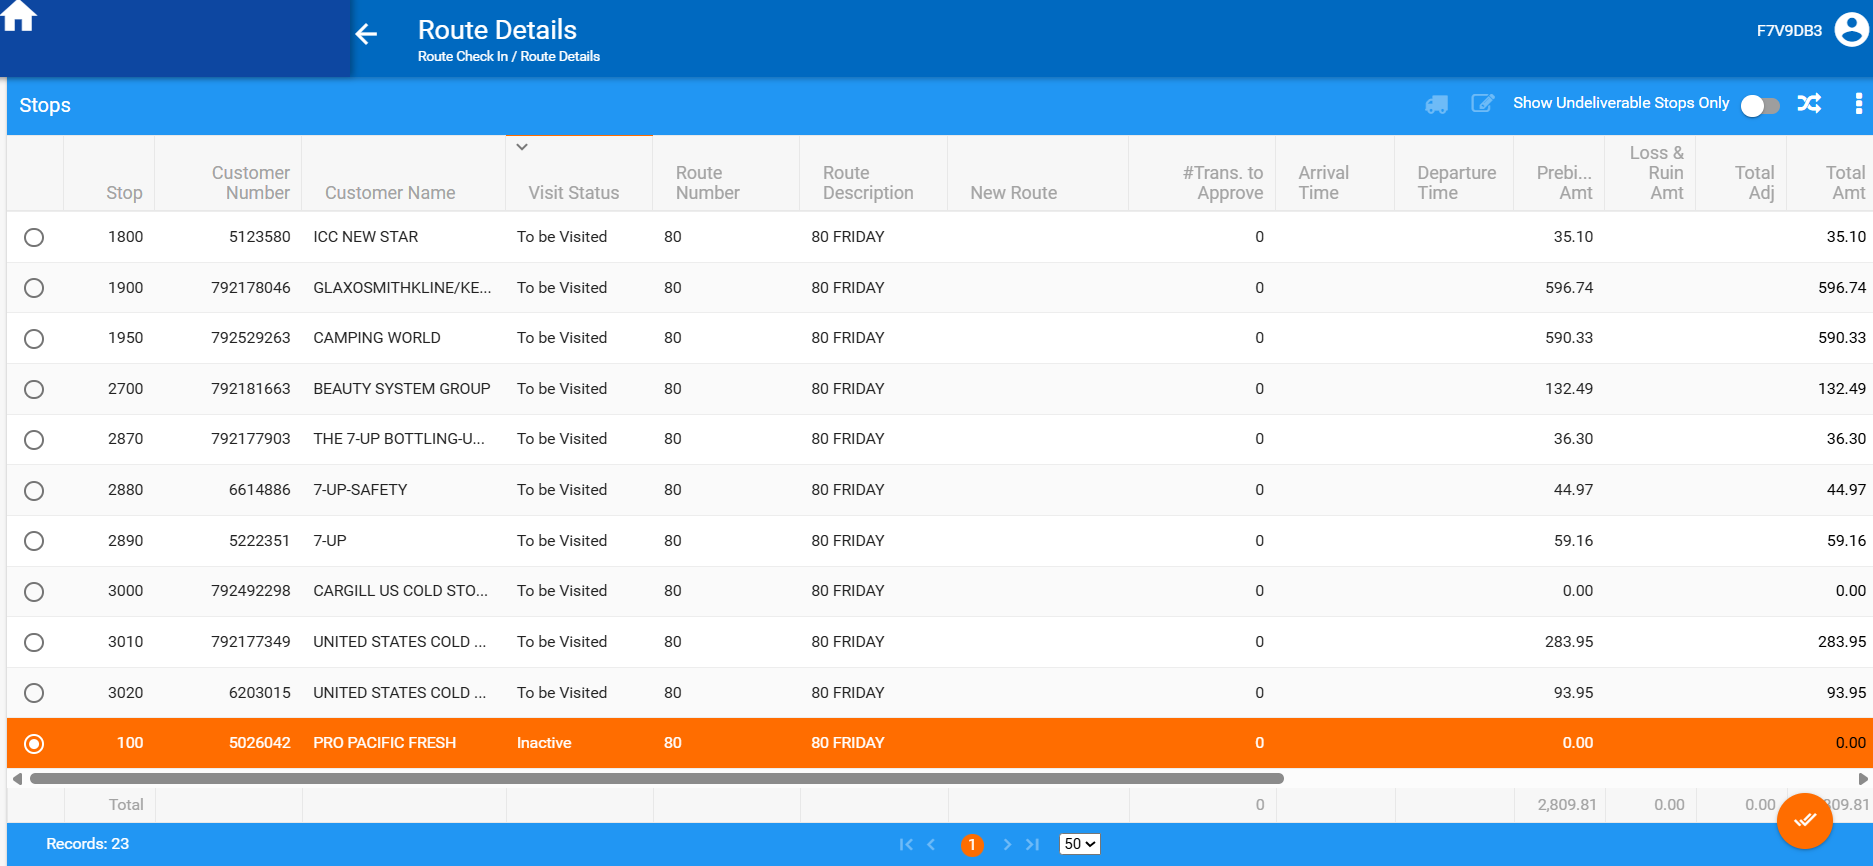 Route Details
Route Check In / Route Details
F7V9DB3
Stops
Show Undeliverable Stops Only
Stop
Customer Number
Customer Name
Visit Status
Route Number
Route Description
New Route
#Trans. to Approve
Arrival Time
Departure Time
Prebi... Amt
Loss & Ruin Amt
Total Adj
Total Amt
1800 5123580 ICC NEW STAR To be Visited 80 80 FRIDAY 0 35.10 35.10
1900 792178046 GLAXOSMITHKLINE/KE... To be Visited 80 80 FRIDAY 0 596.74 596.74
1950 792529263 CAMPING WORLD To be Visited 80 80 FRIDAY 0 590.33 590.33
2700 792181663 BEAUTY SYSTEM GROUP To be Visited 80 80 FRIDAY 0 132.49 132.49
2870 792177903 THE 7-UP BOTTLING-U... To be Visited 80 80 FRIDAY 0 36.30 36.30
2880 6614886 7-UP-SAFETY To be Visited 80 80 FRIDAY 0 44.97 44.97
2890 5222351 7-UP To be Visited 80 80 FRIDAY 0 59.16 59.16
3000 792492298 CARGILL US COLD STO... To be Visited 80 80 FRIDAY 0 0.00 0.00
3010 792177349 UNITED STATES COLD ... To be Visited 80 80 FRIDAY 0 283.95 283.95
3020 6203015 UNITED STATES COLD ... To be Visited 80 80 FRIDAY 0 93.95 93.95
100 5026042 PRO PACIFIC FRESH Inactive 80 80 FRIDAY 0 0.00 0.00
Total 0 2,809.81 0.00 0.00
Records: 23
1
50